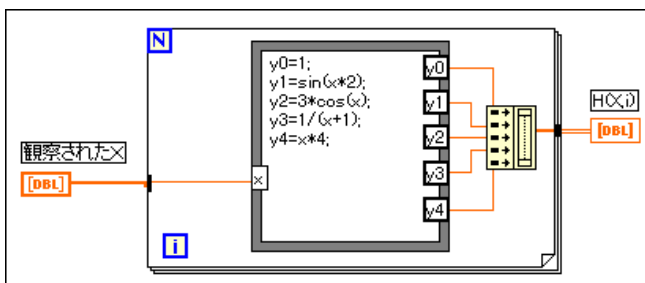 N
y0=1;
y1=sin(x*2);
y2=3*cos(x);
y3=1/(x+1);
y4=x*4;
y0
y1
y2
y3
y4
H(X,i)
[DBL]
観察されたX
[DBL]
x
i